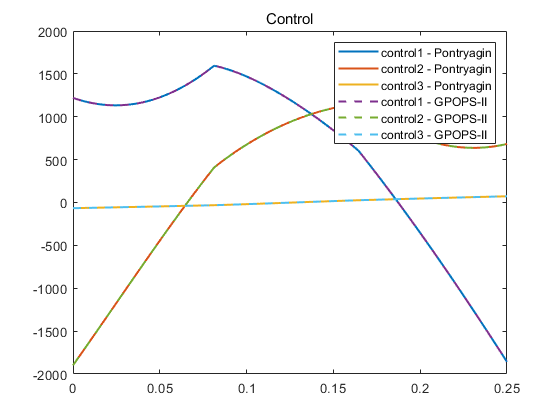 Control
2000
1500
1000
500
0
-500
-1000
-1500
-2000
control1 - Pontryagin
control2 - Pontryagin
control3 - Pontryagin
control1 - GPOPS-II
control2 - GPOPS-II
control3 - GPOPS-II
0 0.05 0.1 0.15 0.2 0.25